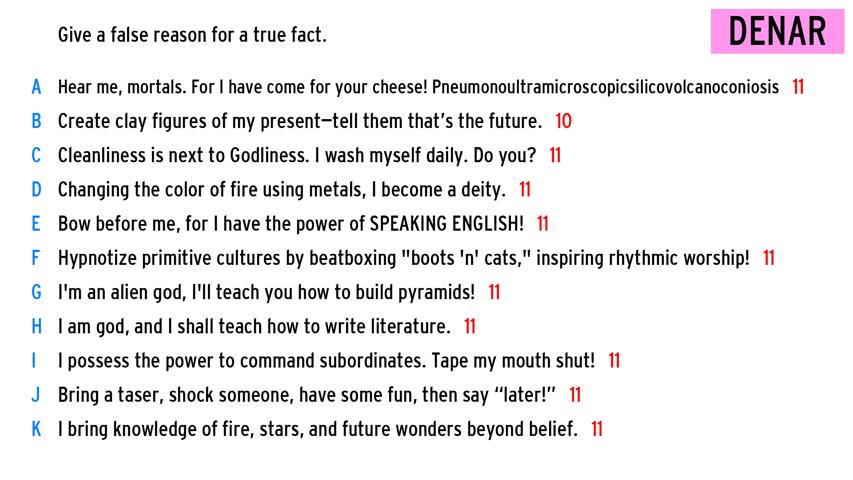 Give a false reason for a true fact.
DENAR
A Hear me, mortals. For I have come for your cheese! Pneumonoultramicroscopicsilicovolcanoconiosis 11
B Create clay figures of my present—tell them that’s the future. 10
C Cleanliness is next to Godliness. I wash myself daily. Do you? 11
D Changing the color of fire using metals, I become a deity. 11
E Bow before me, for I have the power of SPEAKING ENGLISH! 11
F Hypnotize primitive cultures by beatboxing "boots 'n' cats," inspiring rhythmic worship! 11
G I'm an alien god, I'll teach you how to build pyramids! 11
H I am god, and I shall teach how to write literature. 11
I I possess the power to command subordinates. Tape my mouth shut! 11
J Bring a taser, shock someone, have some fun, then say “later!” 11
K I bring knowledge of fire, stars, and future wonders beyond belief. 11